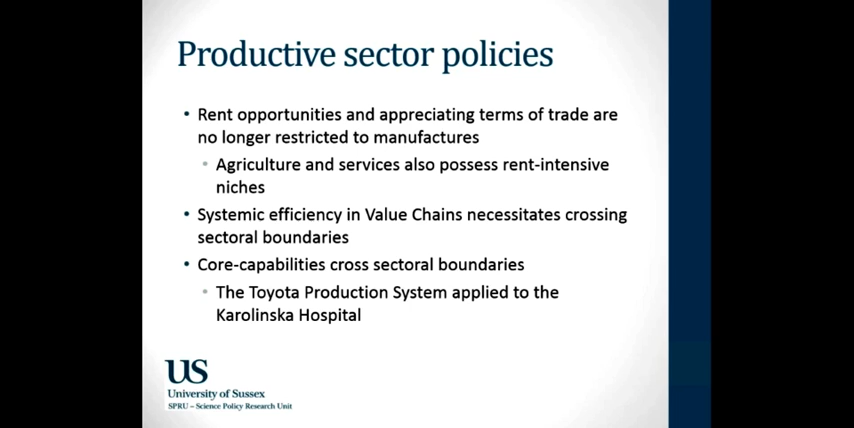 Productive sector policies
• Rent opportunities and appreciating terms of trade are
no longer restricted to manufactures
• Agriculture and services also possess rent-intensive
niches
• Systemic efficiency in Value Chains necessitates crossing
sectoral boundaries
• Core-capabilities cross sectoral boundaries
• The Toyota Production System applied to the
Karolinska Hospital
US
University of Sussex
SPRU – Science Policy Research Unit